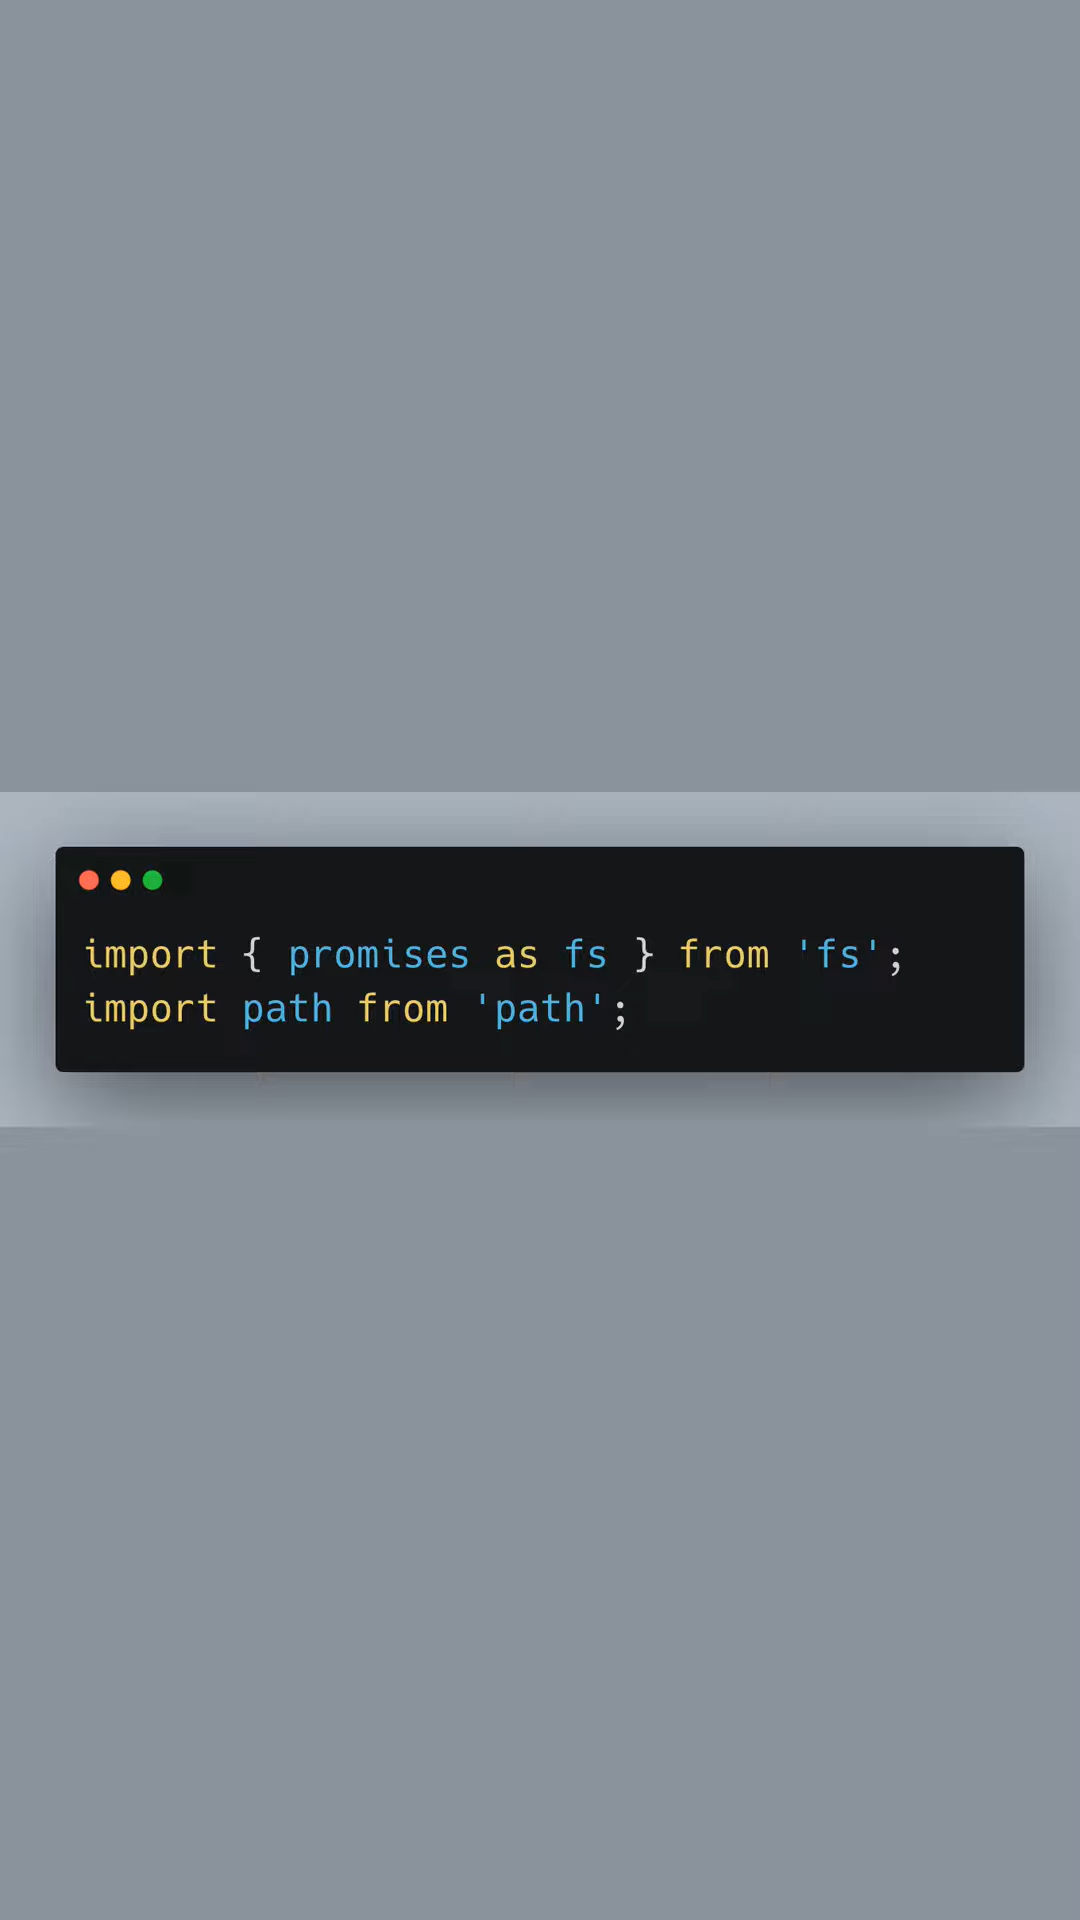 import { promises as fs } from 'fs';
import path from 'path';